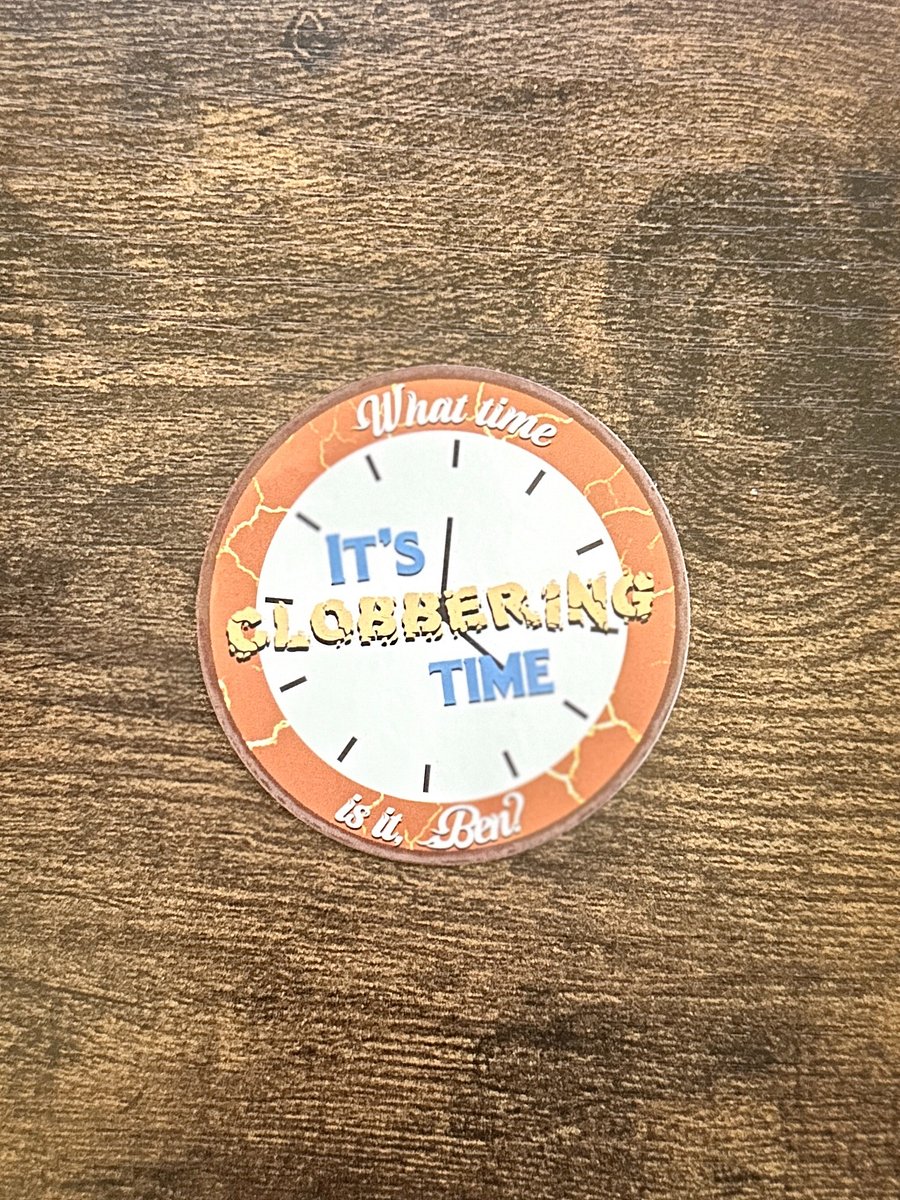 What time
IT'S
CLOBBERING
TIME
is it, Ben?